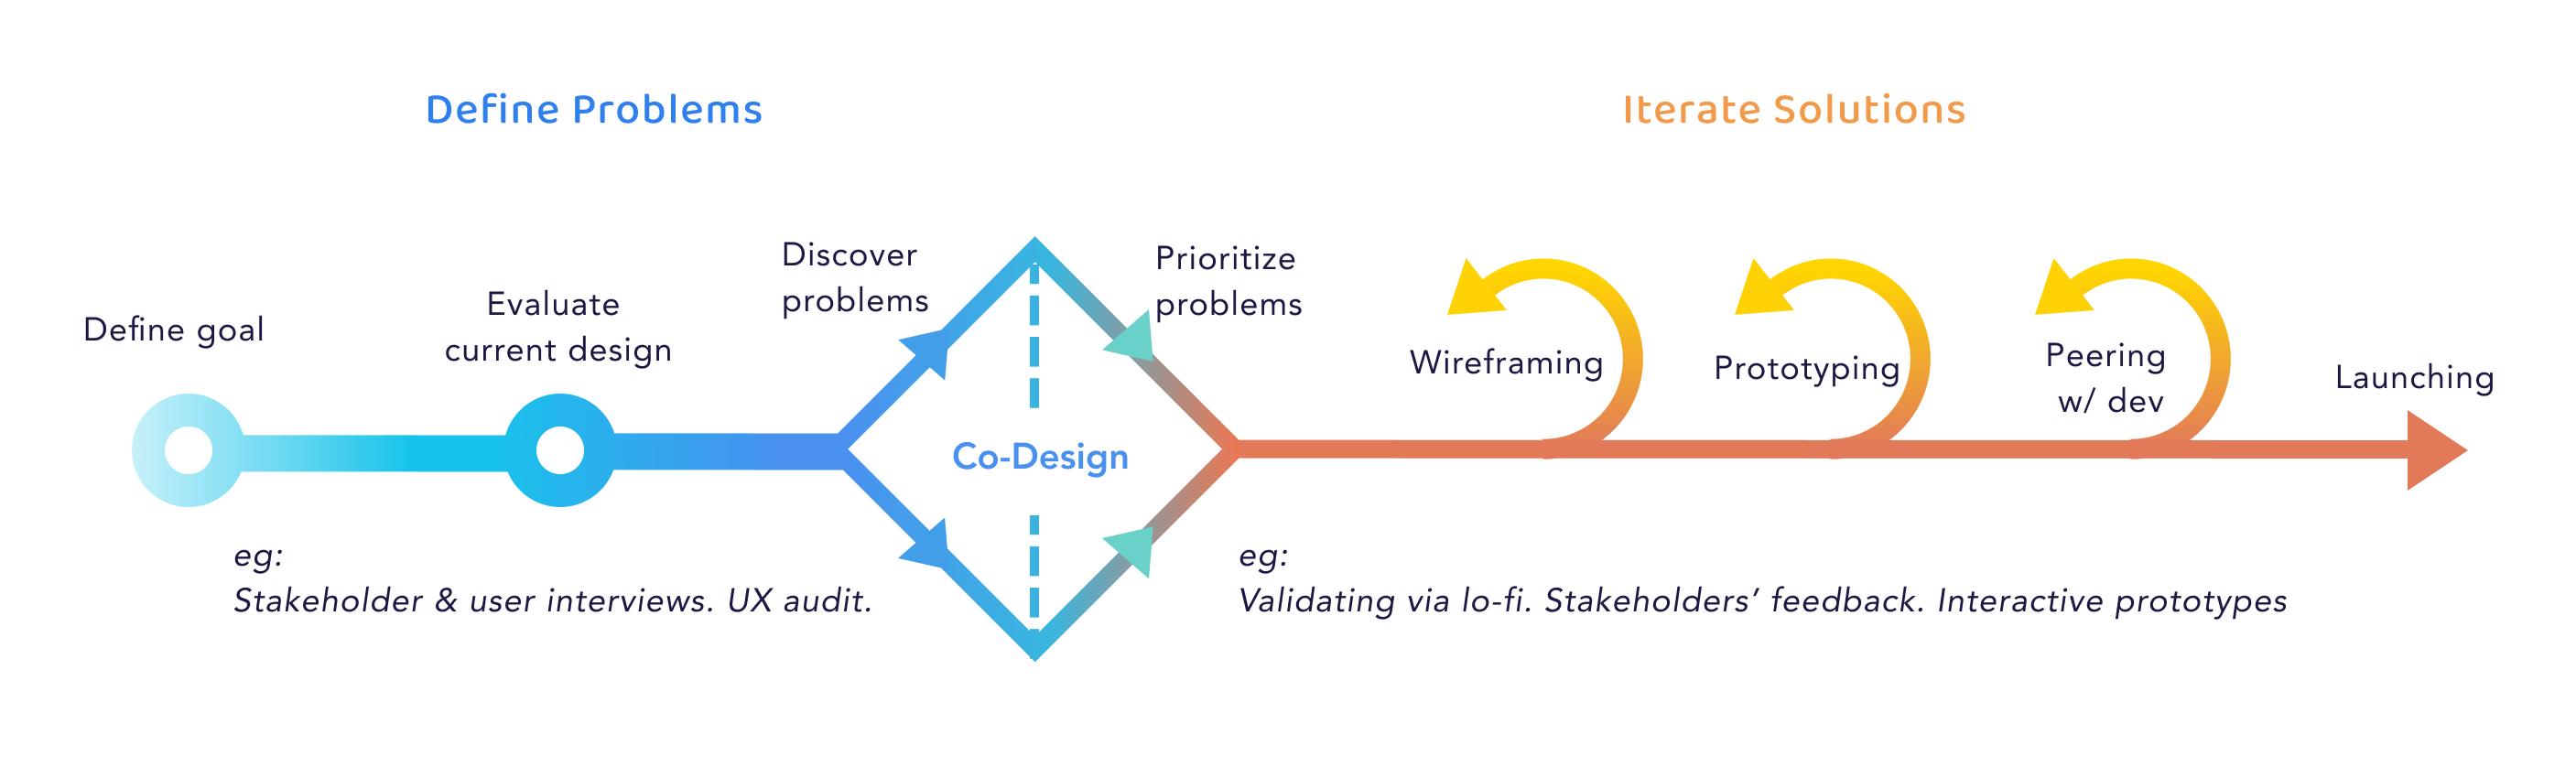 Define Problems
Iterate Solutions
Define goal
Evaluate
current design
Discover
problems
Prioritize
problems
Co-Design
Wireframing
Prototyping
Peering
w/ dev
Launching
eg:
Stakeholder & user interviews. UX audit.
eg:
Validating via lo-fi. Stakeholders’ feedback. Interactive prototypes